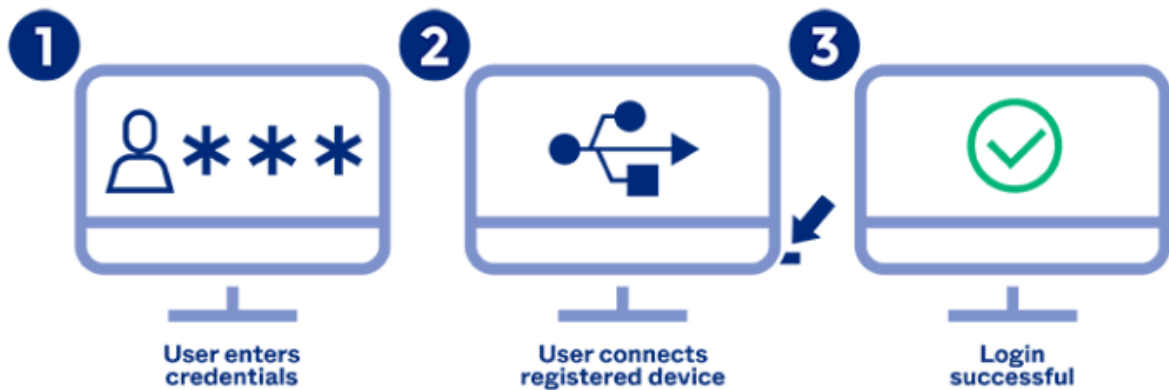 1
2
3
***
User enters
credentials
User connects
registered device
Login
successful